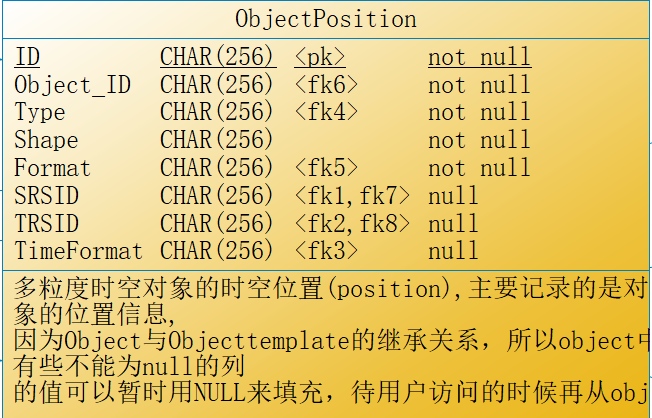 ObjectPosition
ID CHAR(256) <pk> not null
Object_ID CHAR(256) <fk6> not null
Type CHAR(256) <fk4> not null
Shape CHAR(256) not null
Format CHAR(256) <fk5> not null
SRSID CHAR(256) <fk1,fk7> null
TRSID CHAR(256) <fk2,fk8> null
TimeFormat CHAR(256) <fk3> null
多粒度时空对象的时空位置(position),主要记录的是对
象的位置信息,
因为Object与Objecttemplate的继承关系，所以object中
有些不能为null的列
的值可以暂时用NULL来填充，待用户访问的时候再从obj